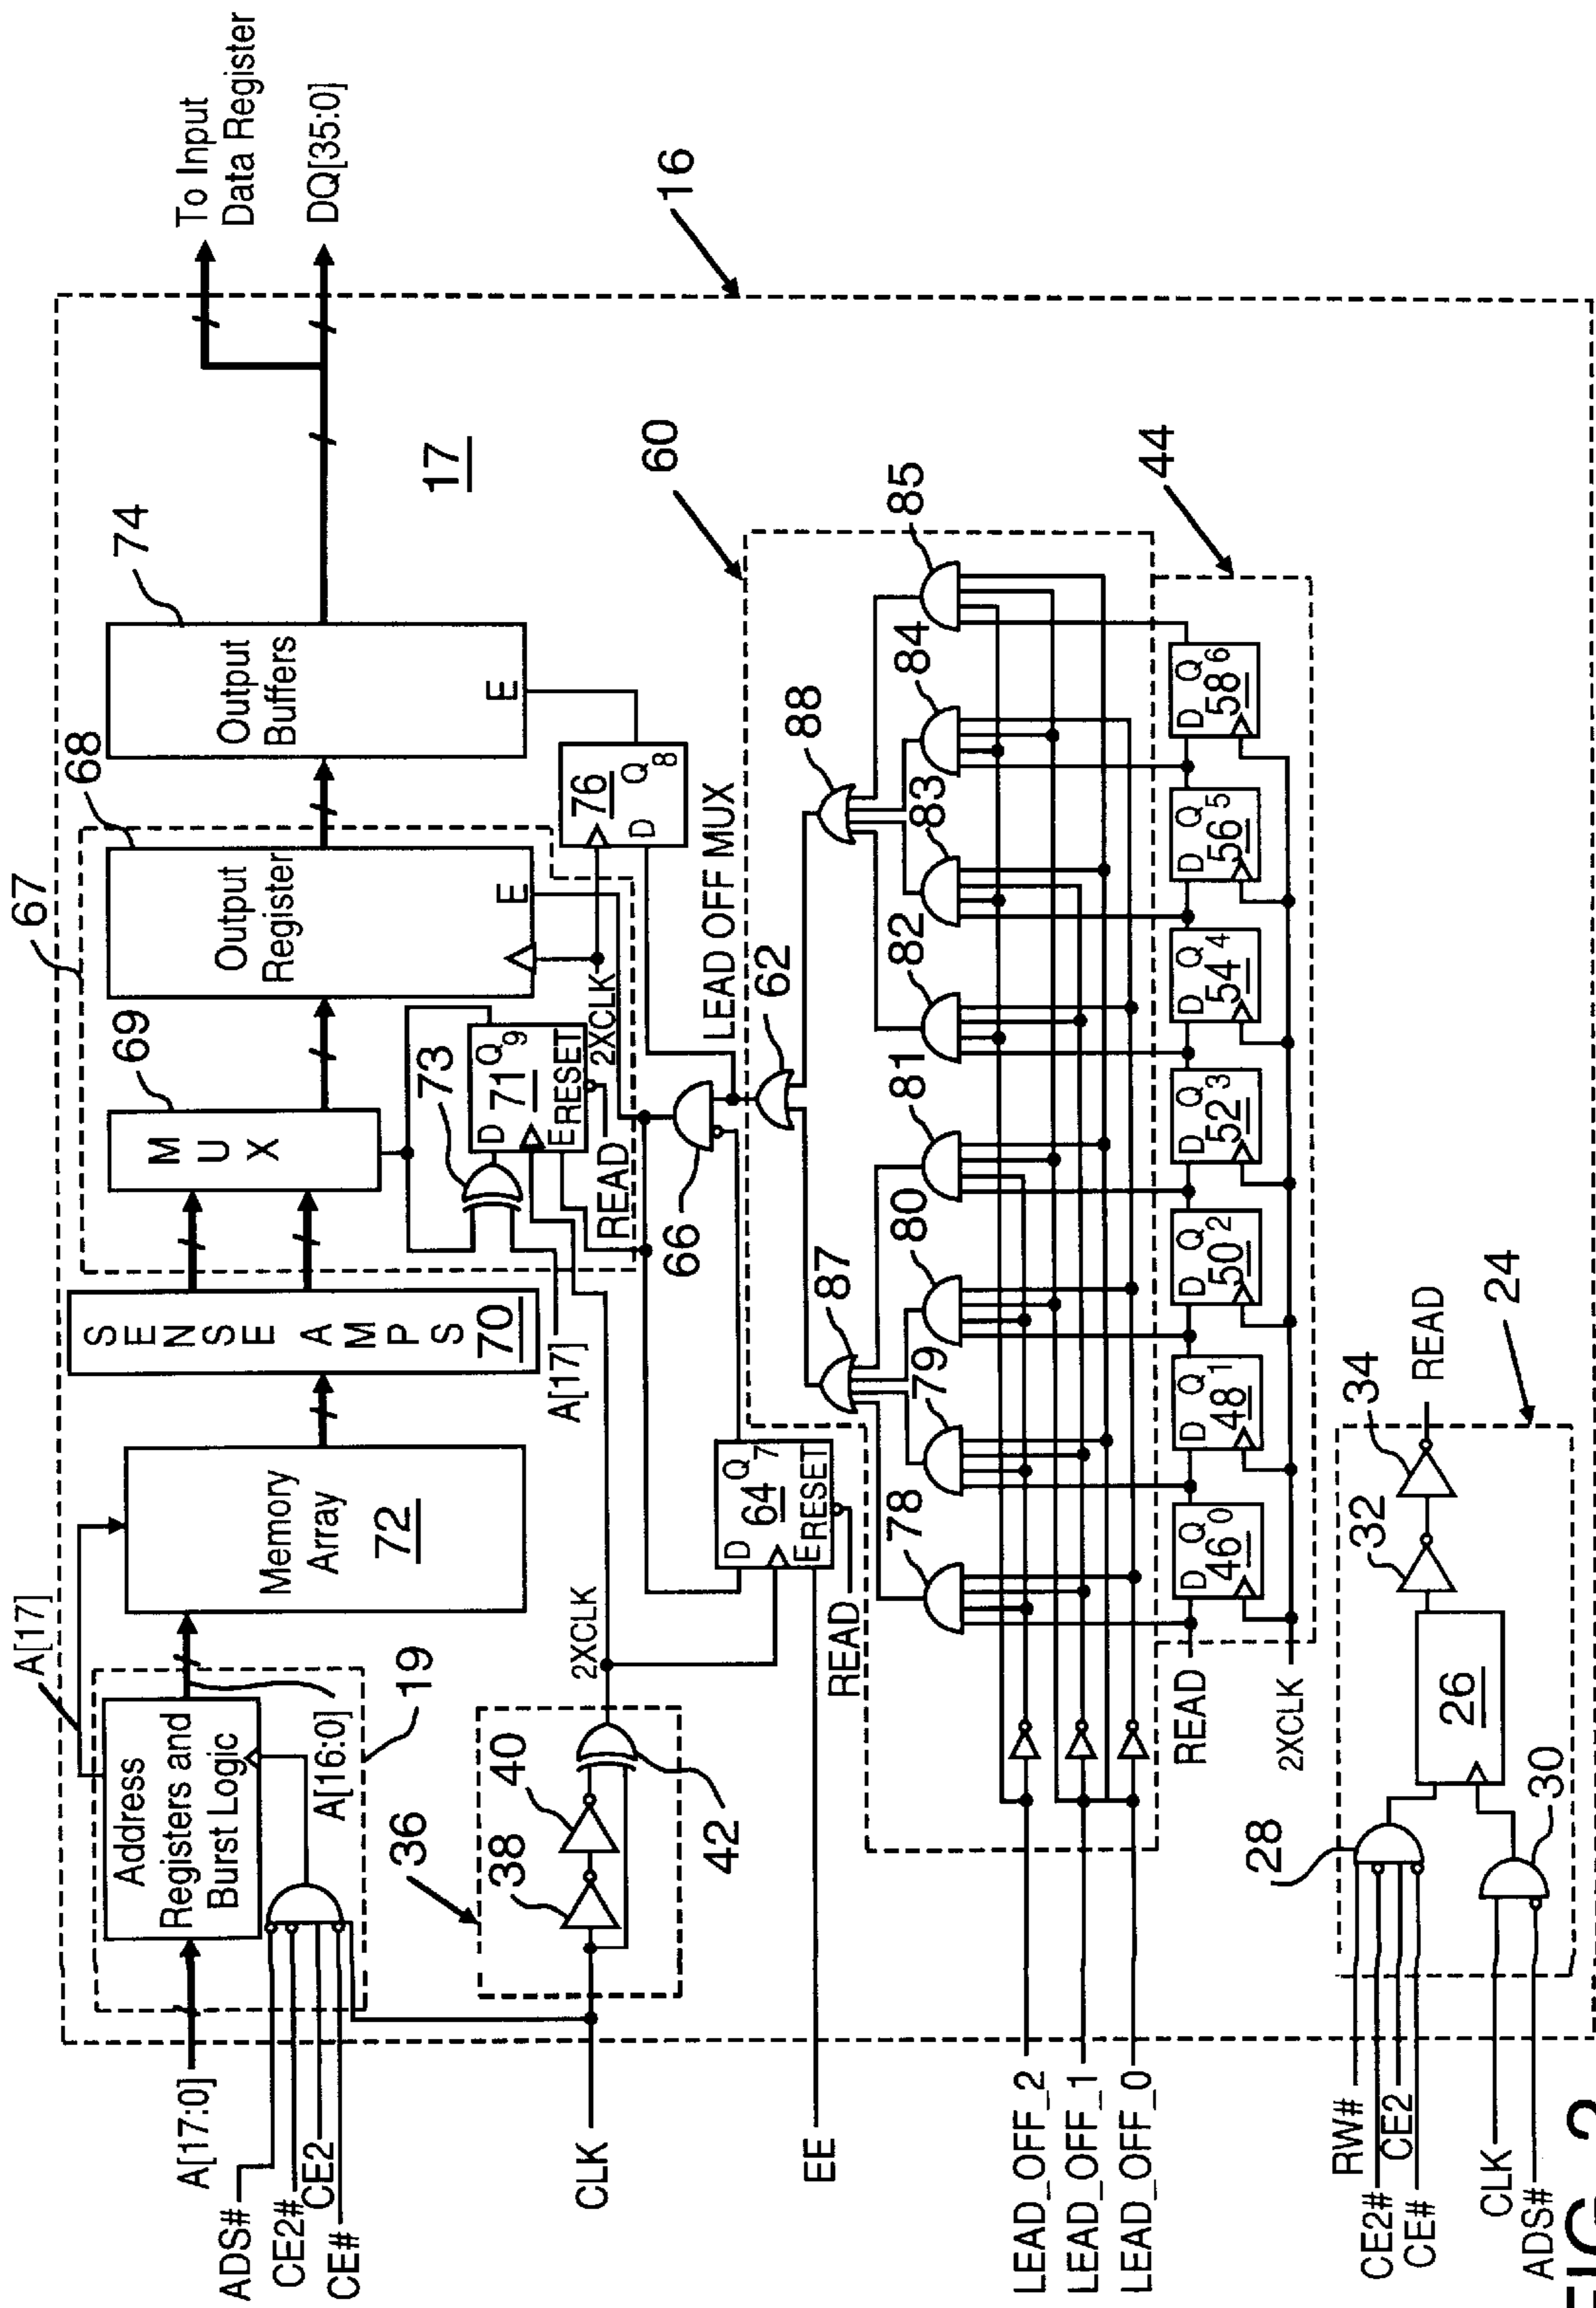 To Input
Data Register
DQ[35:0]
16
17
74
Output
Buffers
E
68
67
Output
Register
E
69
M
U
X
73
D Q
71 9
E RESET
READ
2XCLK
76
D Q
8
S
E
N
S
E
A
M
P
S
70
A[17]
Memory
Array
72
A[17]
Address
Registers and
Burst Logic
A[16:0]
19
A[17:0]
ADS#
CE2#
CE2
CE#
36
38
40
42
2XCLK
CLK
EE
D Q
64 7
E RESET
READ
66
LEAD OFF MUX
62
60
87
88
78
79
80
81
82
83
84
85
LEAD_OFF_2
LEAD_OFF_1
LEAD_OFF_0
44
D Q
46 0
D Q
48 1
D Q
50 2
D Q
52 3
D Q
54 4
D Q
56 5
D Q
58 6
READ
2XCLK
24
28
26
30
32
34
READ
RW#
CE2#
CE2
CE#
CLK
ADS#
FIG. 2